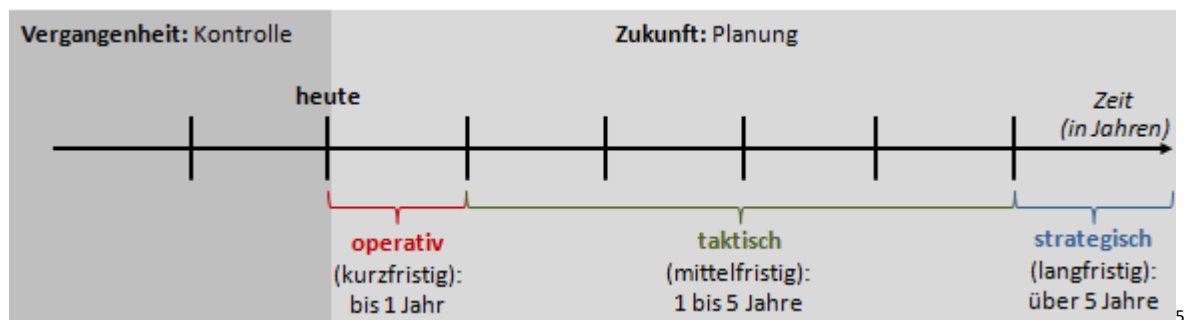 Vergangenheit: Kontrolle
Zukunft: Planung
heute
Zeit
(in Jahren)
operativ
(kurzfristig):
bis 1 Jahr
taktisch
(mittelfristig):
1 bis 5 Jahre
strategisch
(langfristig):
über 5 Jahre
5